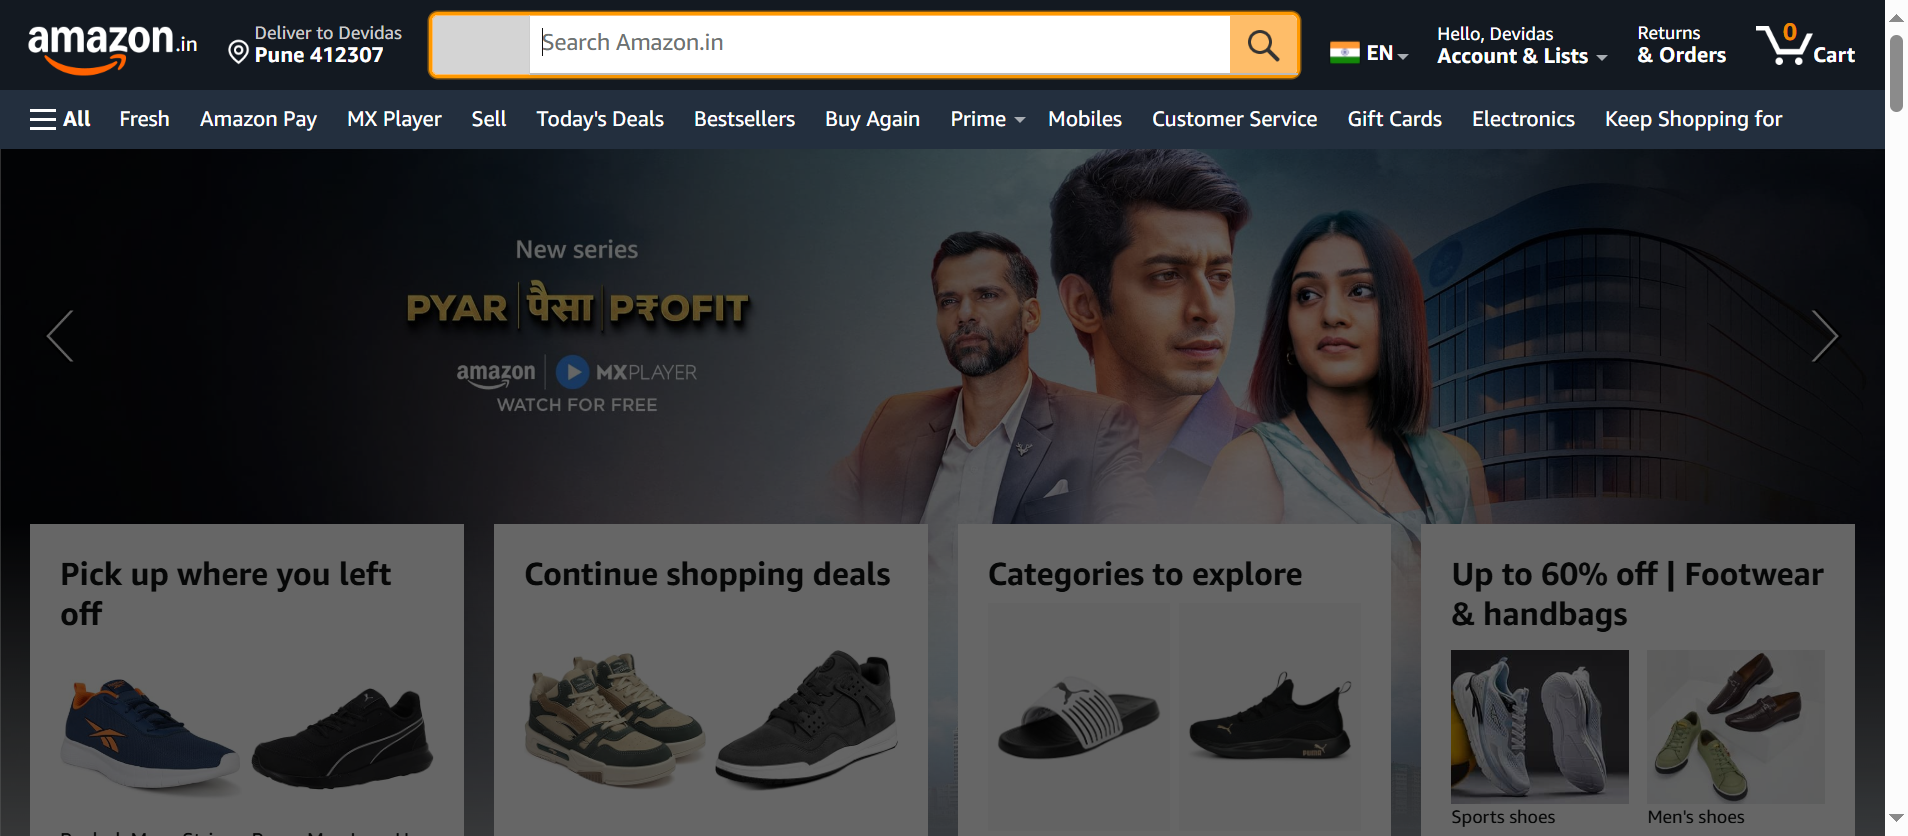 amazon.in
Deliver to Devidas
Pune 412307
Search Amazon.in
EN
Hello, Devidas
Account & Lists
Returns
& Orders
0
Cart
All Fresh Amazon Pay MX Player Sell Today's Deals Bestsellers Buy Again Prime Mobiles Customer Service Gift Cards Electronics Keep Shopping for
New series
PYAR पैसा P₹OFIT
amazon MXPLAYER
WATCH FOR FREE
Pick up where you left
off
Continue shopping deals
Categories to explore
PUMA
Up to 60% off | Footwear
& handbags
Sports shoes
Men's shoes